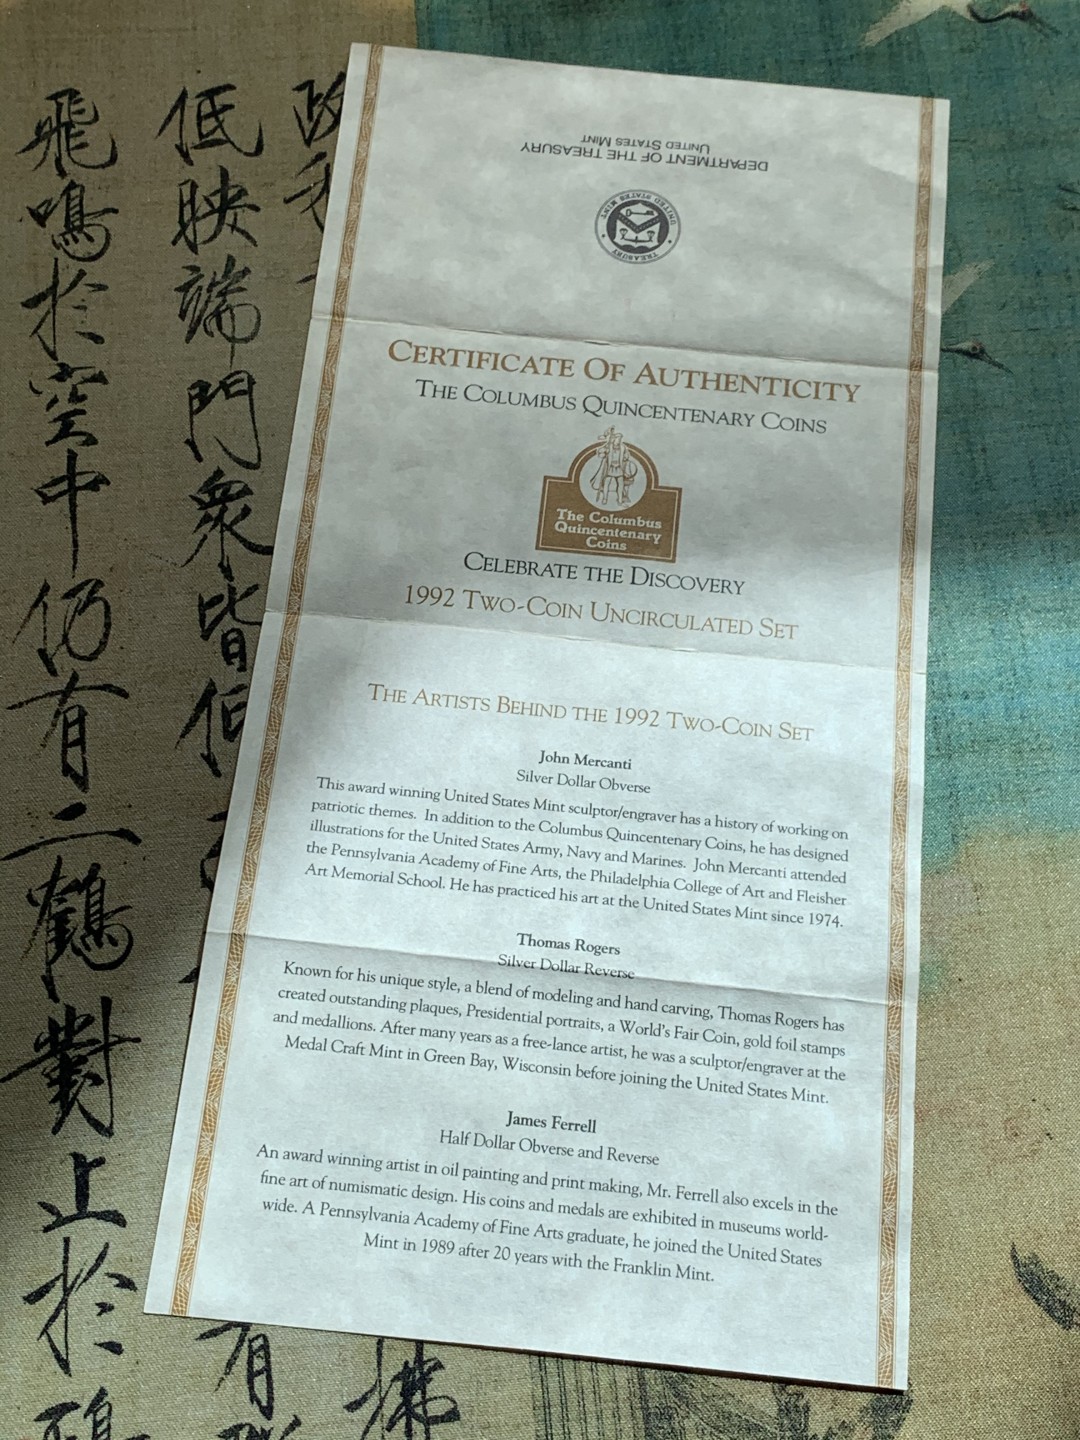 DEPARTMENT OF THE TREASURY
UNITED STATES MINT
TREASURY
UNITED STATES MINT
CERTIFICATE OF AUTHENTICITY
THE COLUMBUS QUINCENTENARY COINS
The Columbus
Quincentenary
Coins
CELEBRATE THE DISCOVERY
1992 TWO-COIN UNCIRCULATED SET
THE ARTISTS BEHIND THE 1992 TWO-COIN SET
John Mercanti
Silver Dollar Obverse
This award winning United States Mint sculptor/engraver has a history of working on
patriotic themes. In addition to the Columbus Quincentenary Coins, he has designed
illustrations for the United States Army, Navy and Marines. John Mercanti attended
the Pennsylvania Academy of Fine Arts, the Philadelphia College of Art and Fleisher
Art Memorial School. He has practiced his art at the United States Mint since 1974.
Thomas Rogers
Silver Dollar Reverse
Known for his unique style, a blend of modeling and hand carving, Thomas Rogers has
created outstanding plaques, Presidential portraits, a World's Fair Coin, gold foil stamps
and medallions. After many years as a free-lance artist, he was a sculptor/engraver at the
Medal Craft Mint in Green Bay, Wisconsin before joining the United States Mint.
James Ferrell
Half Dollar Obverse and Reverse
An award winning artist in oil painting and print making, Mr. Ferrell also excels in the
fine art of numismatic design. His coins and medals are exhibited in museums world-
wide. A Pennsylvania Academy of Fine Arts graduate, he joined the United States
Mint in 1989 after 20 years with the Franklin Mint.
政和
低映端門衆皆仰
有
飛鳴於空中仍有二鶴對止於鴟
拂